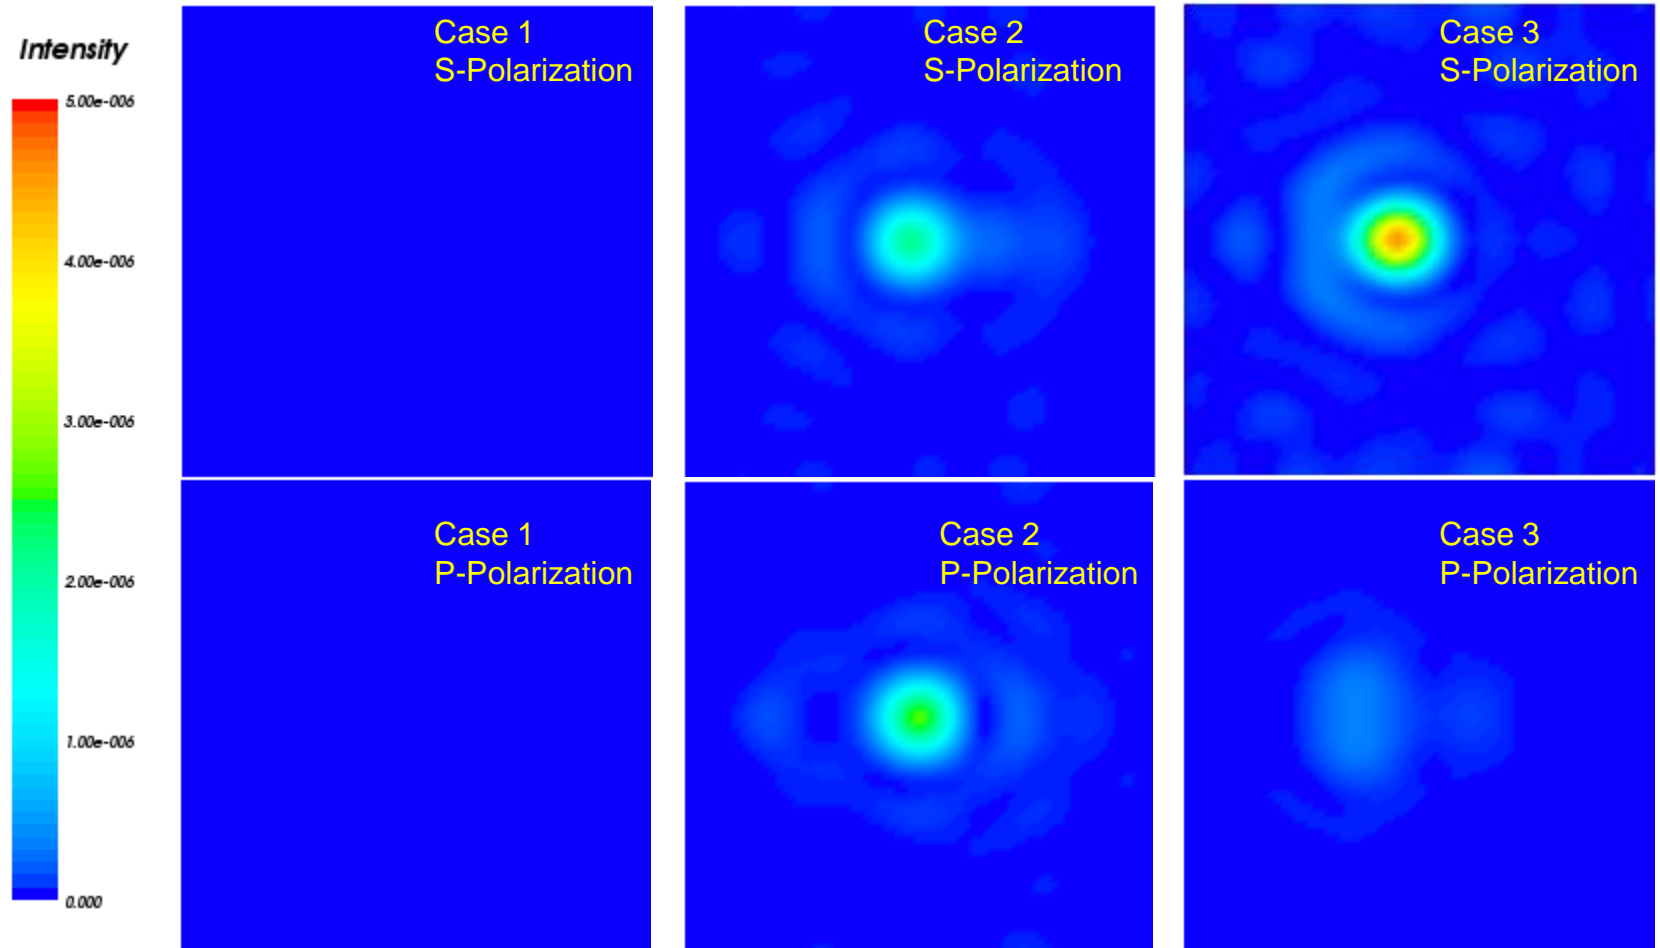 Intensity
5.00e-006
4.00e-006
3.00e-006
2.00e-006
1.00e-006
0.000
Case 1
S-Polarization
Case 2
S-Polarization
Case 3
S-Polarization
Case 1
P-Polarization
Case 2
P-Polarization
Case 3
P-Polarization